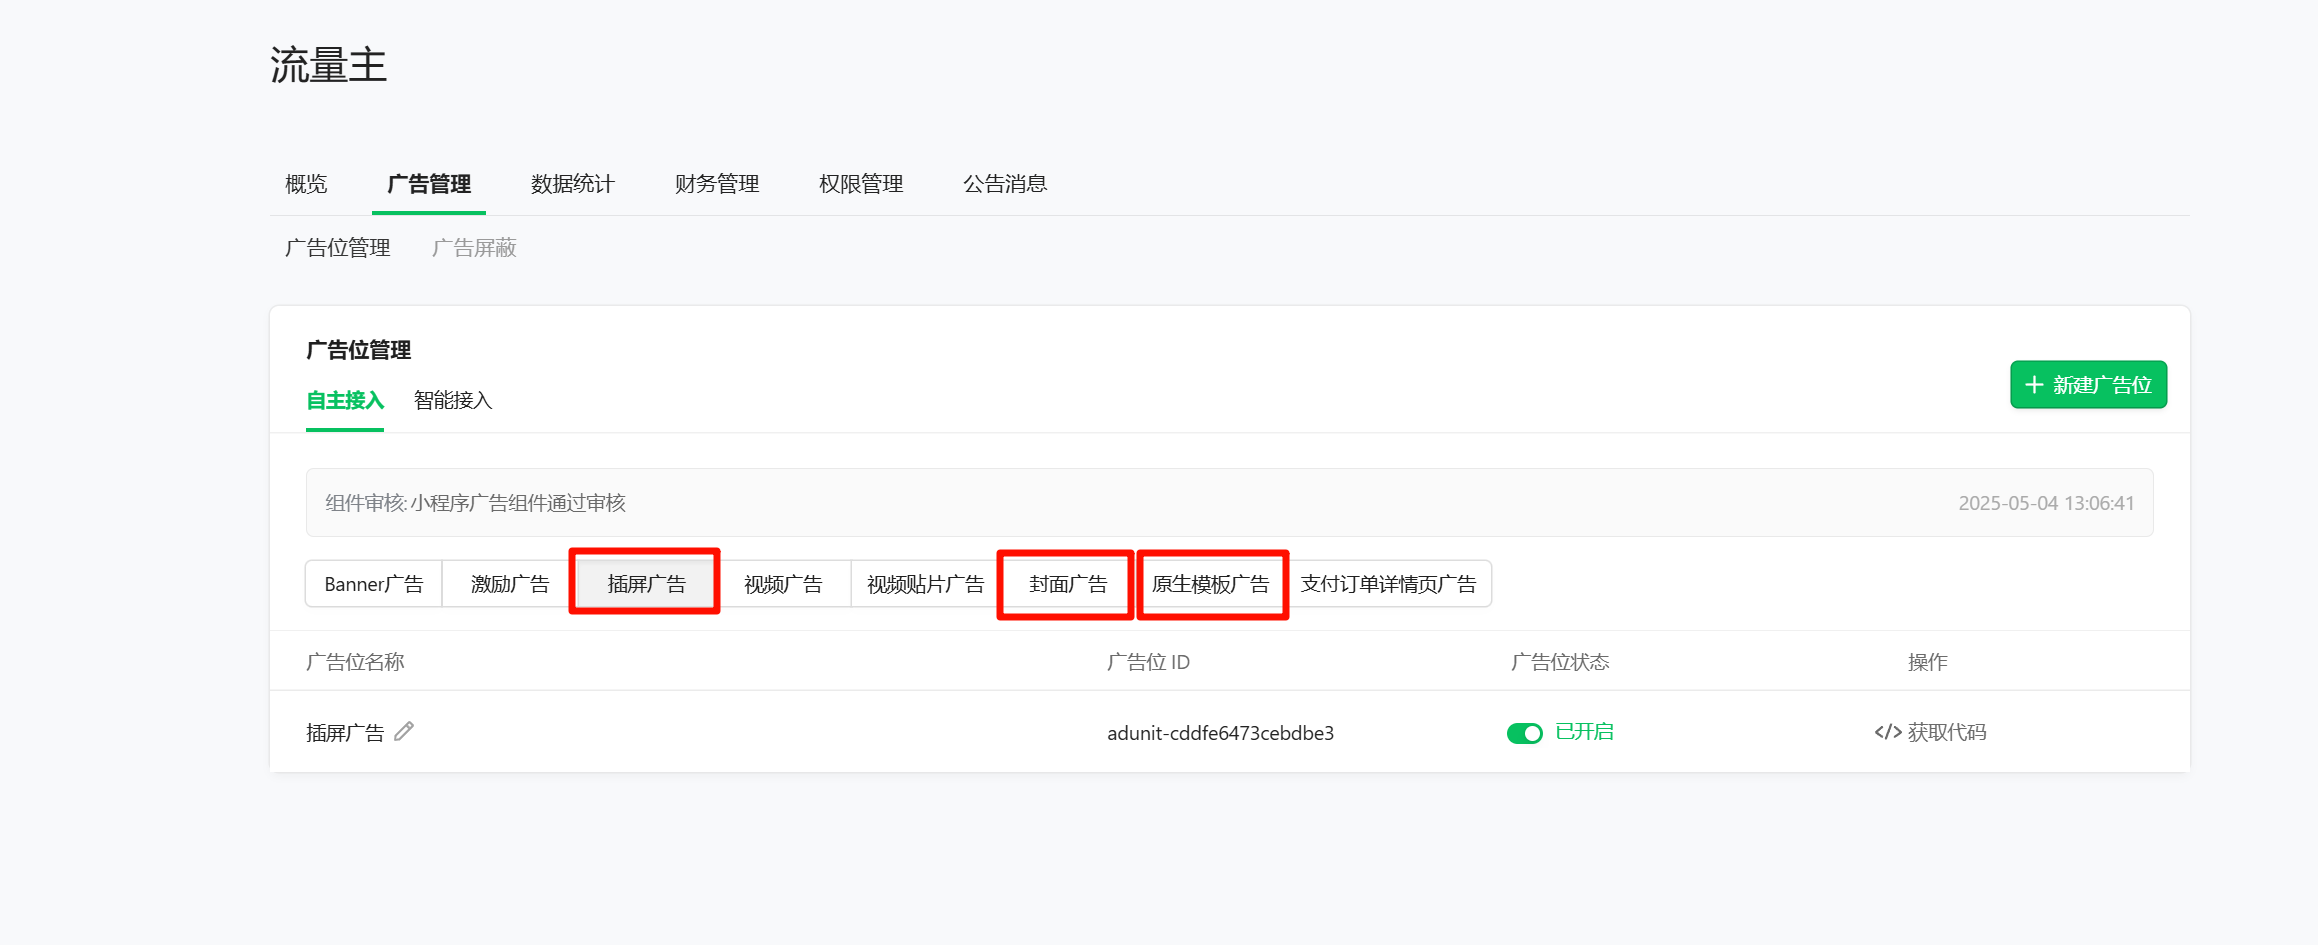 流量主
概览 广告管理 数据统计 财务管理 权限管理 公告消息
广告位管理 广告屏蔽
广告位管理
自主接入 智能接入
新建广告位
组件审核: 小程序广告组件通过审核 2025-05-04 13:06:41
Banner广告 激励广告 插屏广告 视频广告 视频贴片广告 封面广告 原生模板广告 支付订单详情页广告
广告位名称 广告位 ID 广告位状态 操作
插屏广告 adunit-cddfe6473cebdbe3 已开启 </> 获取代码